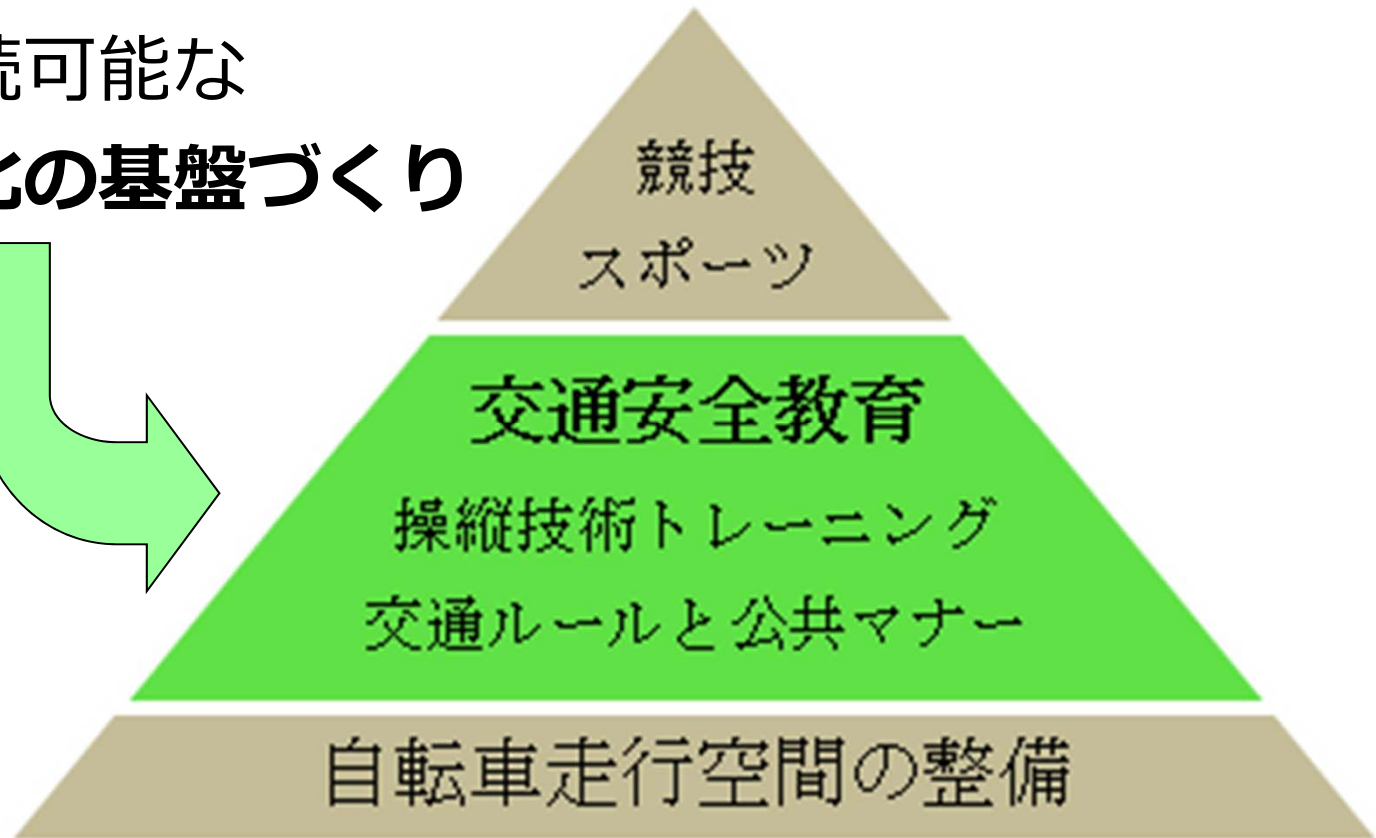 続可能な
化の基盤づくり
競技
スポーツ
交通安全教育
操縦技術トレーニング
交通ルールと公共マナー
自転車走行空間の整備